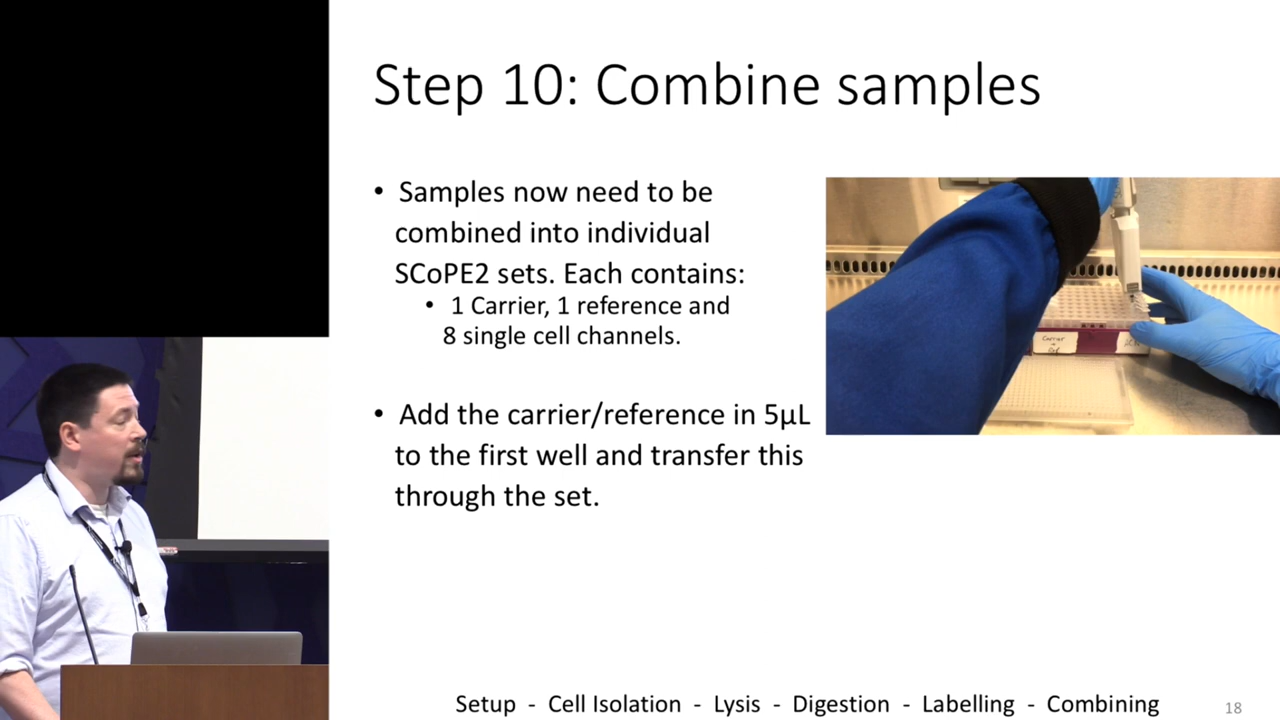 Step 10: Combine samples
• Samples now need to be
combined into individual
SCoPE2 sets. Each contains:
• 1 Carrier, 1 reference and
8 single cell channels.
• Add the carrier/reference in 5µL
to the first well and transfer this
through the set.
Carrier
Setup - Cell Isolation - Lysis - Digestion - Labelling - Combining
18